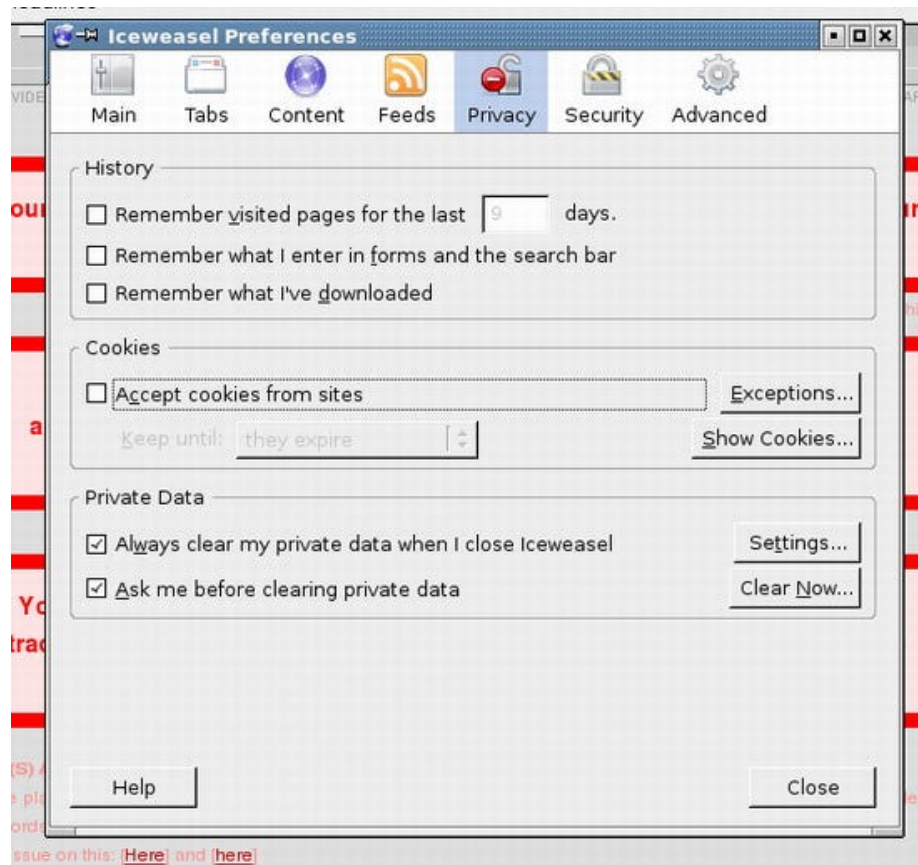 Iceweasel Preferences
Main Tabs Content Feeds Privacy Security Advanced
History
Remember visited pages for the last 9 days.
Remember what I enter in forms and the search bar
Remember what I've downloaded
Cookies
Accept cookies from sites Exceptions...
Keep until: they expire Show Cookies...
Private Data
Always clear my private data when I close Iceweasel Settings...
Ask me before clearing private data Clear Now...
Help Close
on this: [Here] and [here]